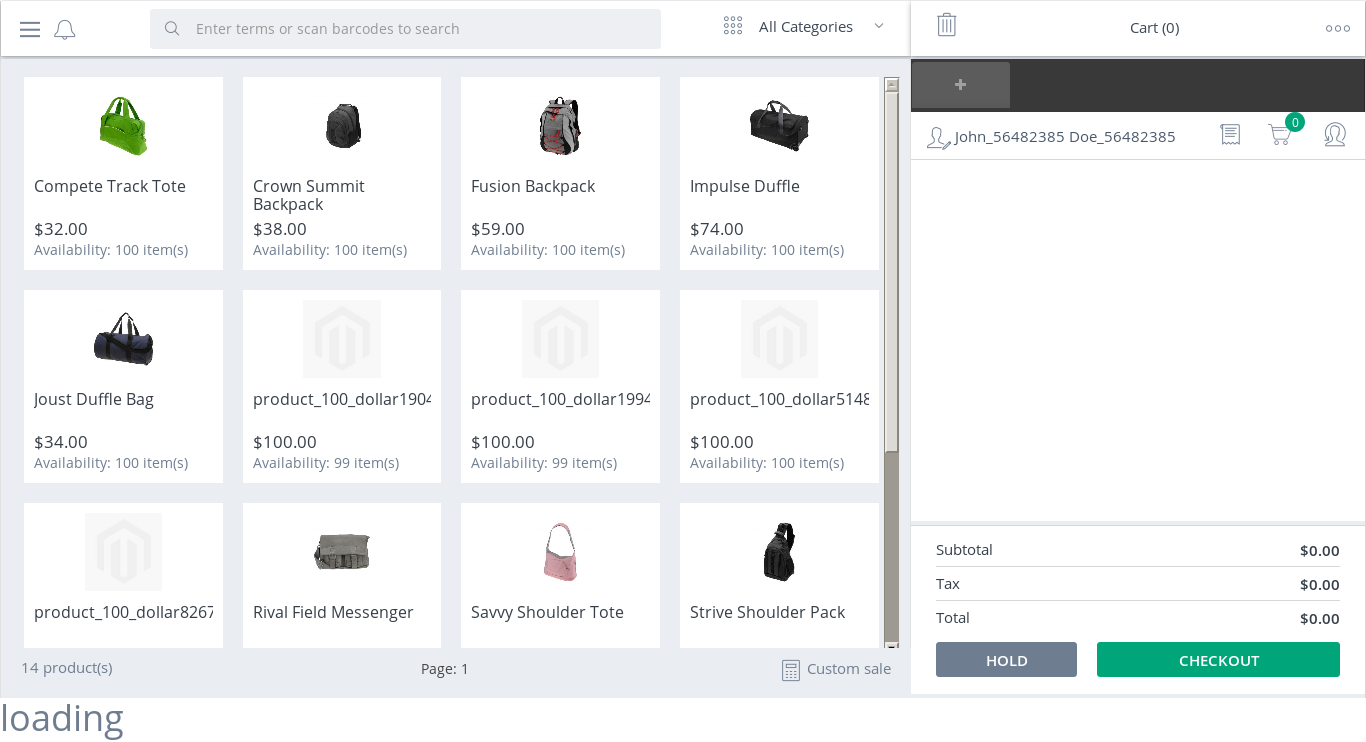 Enter terms or scan barcodes to search
All Categories
Cart (0)
+
John_56482385 Doe_56482385
0
Compete Track Tote
$32.00
Availability: 100 item(s)
Crown Summit
Backpack
$38.00
Availability: 100 item(s)
Fusion Backpack
$59.00
Availability: 100 item(s)
Impulse Duffle
$74.00
Availability: 100 item(s)
Joust Duffle Bag
$34.00
Availability: 100 item(s)
product_100_dollar1904
$100.00
Availability: 99 item(s)
product_100_dollar1994
$100.00
Availability: 99 item(s)
product_100_dollar5148
$100.00
Availability: 100 item(s)
product_100_dollar8267
Rival Field Messenger
Savvy Shoulder Tote
Strive Shoulder Pack
14 product(s)
Page: 1
Custom sale
Subtotal
$0.00
Tax
$0.00
Total
$0.00
HOLD
CHECKOUT
loading